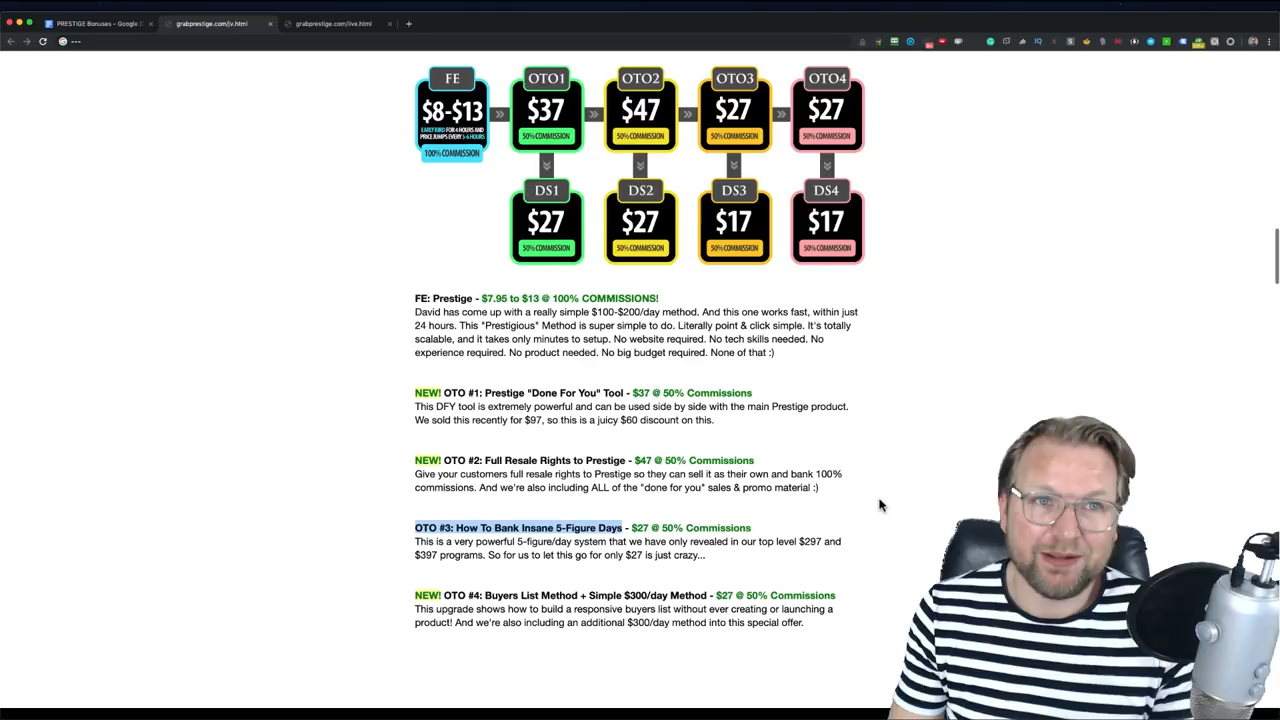 PRESTIGE Bonuses - Google D
grabprestige.com/jv.html
grabprestige.com/live.html
---
FE
OTO1
OTO2
OTO3
OTO4
$8-$13
$37
$47
$27
$27
EARLY BIRD FOR 4 HOURS AND
PRICE JUMPS EVERY 5-6 HOURS
50% COMMISSION
50% COMMISSION
50% COMMISSION
50% COMMISSION
100% COMMISSION
DS1
DS2
DS3
DS4
$27
$27
$17
$17
50% COMMISSION
50% COMMISSION
50% COMMISSION
50% COMMISSION
FE: Prestige - $7.95 to $13 @ 100% COMMISSIONS!
David has come up with a really simple $100-$200/day method. And this one works fast, within just
24 hours. This "Prestigious" Method is super simple to do. Literally point & click simple. It's totally
scalable, and it takes only minutes to setup. No website required. No tech skills needed. No
experience required. No product needed. No big budget required. None of that :)
NEW! OTO #1: Prestige "Done For You" Tool - $37 @ 50% Commissions
This DFY tool is extremely powerful and can be used side by side with the main Prestige product.
We sold this recently for $97, so this is a juicy $60 discount on this.
NEW! OTO #2: Full Resale Rights to Prestige - $47 @ 50% Commissions
Give your customers full resale rights to Prestige so they can sell it as their own and bank 100%
commissions. And we're also including ALL of the "done for you" sales & promo material :)
OTO #3: How To Bank Insane 5-Figure Days - $27 @ 50% Commissions
This is a very powerful 5-figure/day system that we have only revealed in our top level $297 and
$397 programs. So for us to let this go for only $27 is just crazy...
NEW! OTO #4: Buyers List Method + Simple $300/day Method - $27 @ 50% Commissions
This upgrade shows how to build a responsive buyers list without ever creating or launching a
product! And we're also including an additional $300/day method into this special offer.